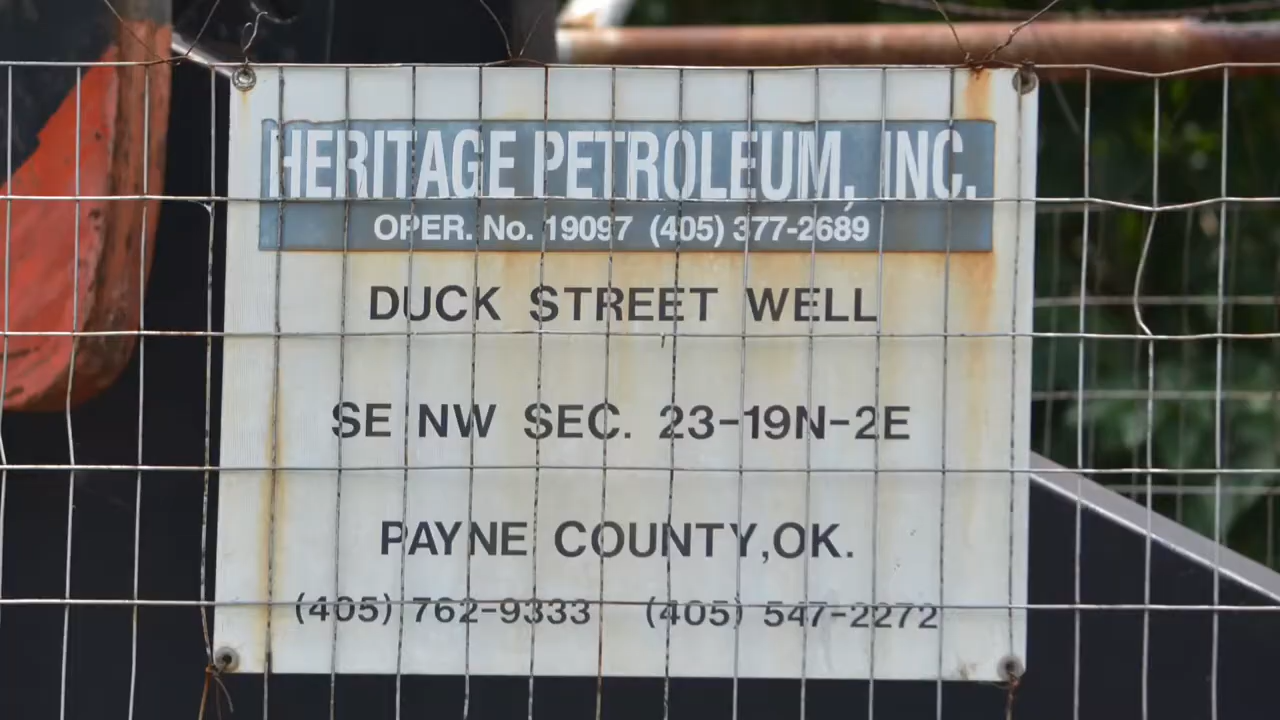 HERITAGE PETROLEUM, INC.
OPER. No. 19097 (405) 377-2689
DUCK STREET WELL
SE NW SEC. 23-19N-2E
PAYNE COUNTY,OK.
(405) 762-9333 (405) 547-2272